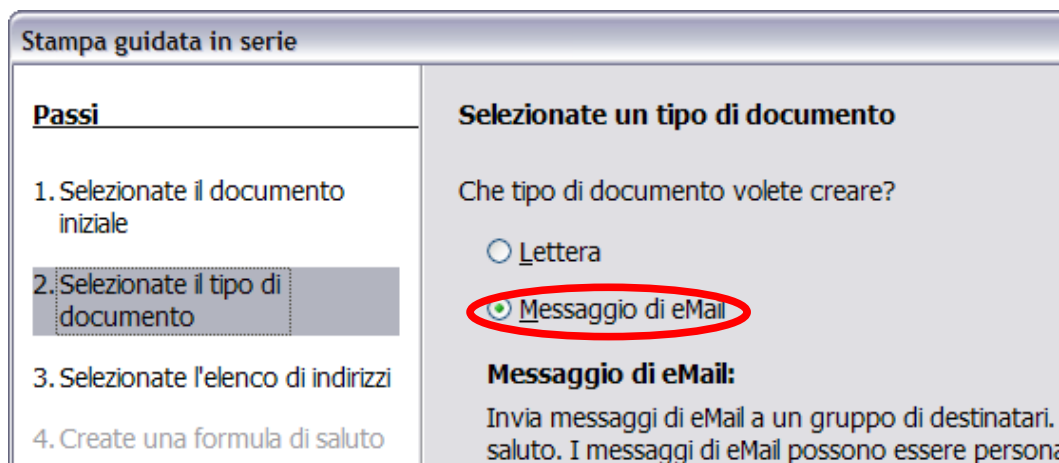 Stampa guidata in serie
Passi
1. Selezionate il documento
iniziale
2. Selezionate il tipo di
documento
3. Selezionate l'elenco di indirizzi
4. Create una formula di saluto
Selezionate un tipo di documento
Che tipo di documento volete creare?
Lettera
Messaggio di eMail
Messaggio di eMail:
Invia messaggi di eMail a un gruppo di destinatari.
saluto. I messaggi di eMail possono essere persona